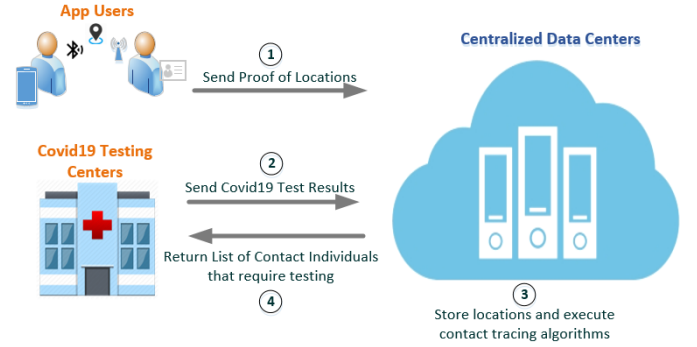 App Users
1
Send Proof of Locations
Centralized Data Centers
Covid19 Testing
Centers
2
Send Covid19 Test Results
Return List of Contact Individuals
that require testing
4
3
Store locations and execute
contact tracing algorithms